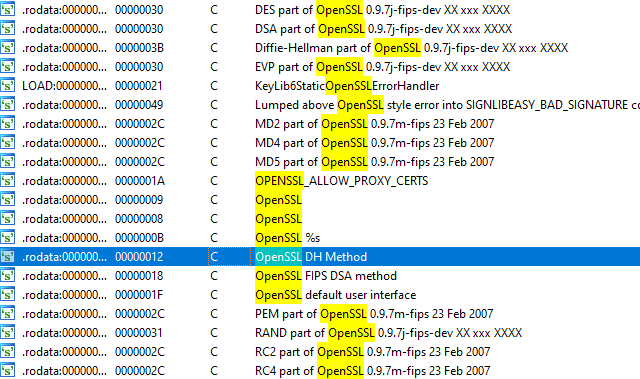 .rodata:000000... 00000030 C DES part of OpenSSL 0.9.7j-fips-dev XX xxx XXXX
.rodata:000000... 00000030 C DSA part of OpenSSL 0.9.7j-fips-dev XX xxx XXXX
.rodata:000000... 0000003B C Diffie-Hellman part of OpenSSL 0.9.7j-fips-dev XX xxx XXXX
.rodata:000000... 00000030 C EVP part of OpenSSL 0.9.7j-fips-dev XX xxx XXXX
LOAD:0000000... 00000021 C KeyLib6StaticOpenSSLErrorHandler
.rodata:000000... 00000049 C Lumped above OpenSSL style error into SIGNLIBEASY_BAD_SIGNATURE co
.rodata:000000... 0000002C C MD2 part of OpenSSL 0.9.7m-fips 23 Feb 2007
.rodata:000000... 0000002C C MD4 part of OpenSSL 0.9.7m-fips 23 Feb 2007
.rodata:000000... 0000002C C MD5 part of OpenSSL 0.9.7m-fips 23 Feb 2007
.rodata:000000... 0000001A C OPENSSL_ALLOW_PROXY_CERTS
.rodata:000000... 00000009 C OpenSSL
.rodata:000000... 00000008 C OpenSSL
.rodata:000000... 0000000B C OpenSSL %s
.rodata:000000... 00000012 C OpenSSL DH Method
.rodata:000000... 00000018 C OpenSSL FIPS DSA method
.rodata:000000... 0000001F C OpenSSL default user interface
.rodata:000000... 0000002C C PEM part of OpenSSL 0.9.7m-fips 23 Feb 2007
.rodata:000000... 00000031 C RAND part of OpenSSL 0.9.7j-fips-dev XX xxx XXXX
.rodata:000000... 0000002C C RC2 part of OpenSSL 0.9.7m-fips 23 Feb 2007
.rodata:000000... 0000002C C RC4 part of OpenSSL 0.9.7m-fips 23 Feb 2007